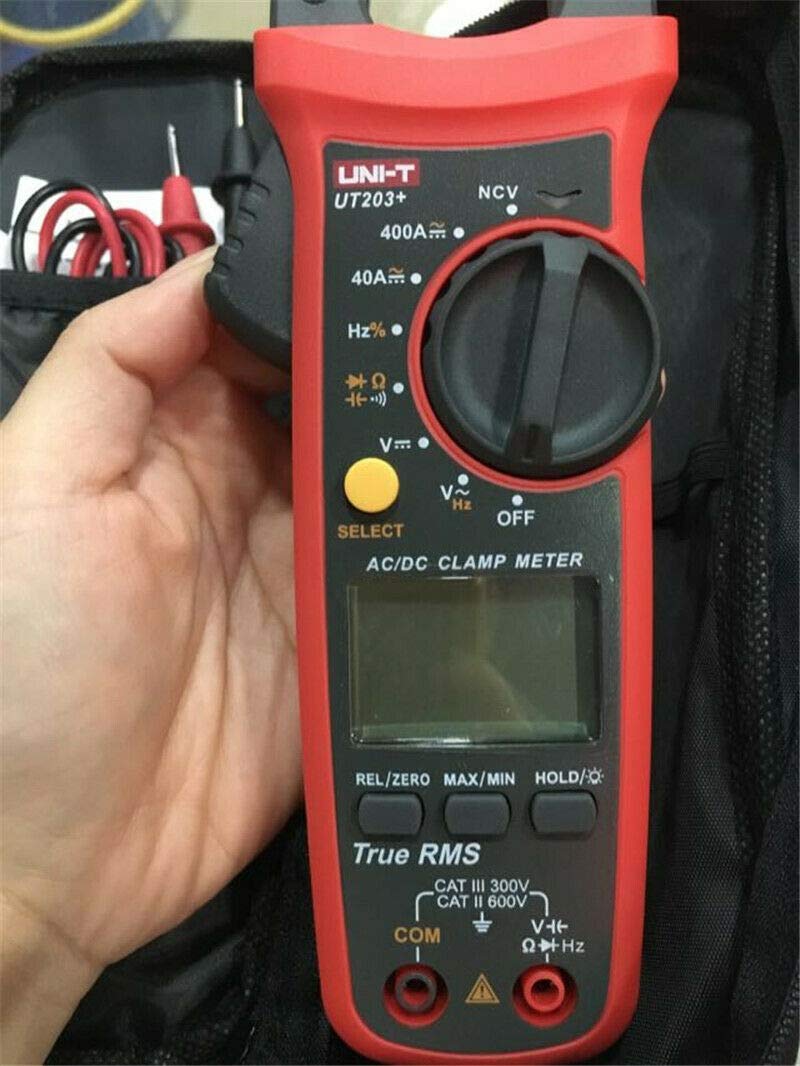 UNI-T
UT203+
NCV
400A
40A
Hz%
Ω
V
V~
Hz
OFF
SELECT
AC/DC CLAMP METER
REL/ZERO MAX/MIN HOLD/
True RMS
CAT III 300V
CAT II 600V
COM
V
Ω Hz